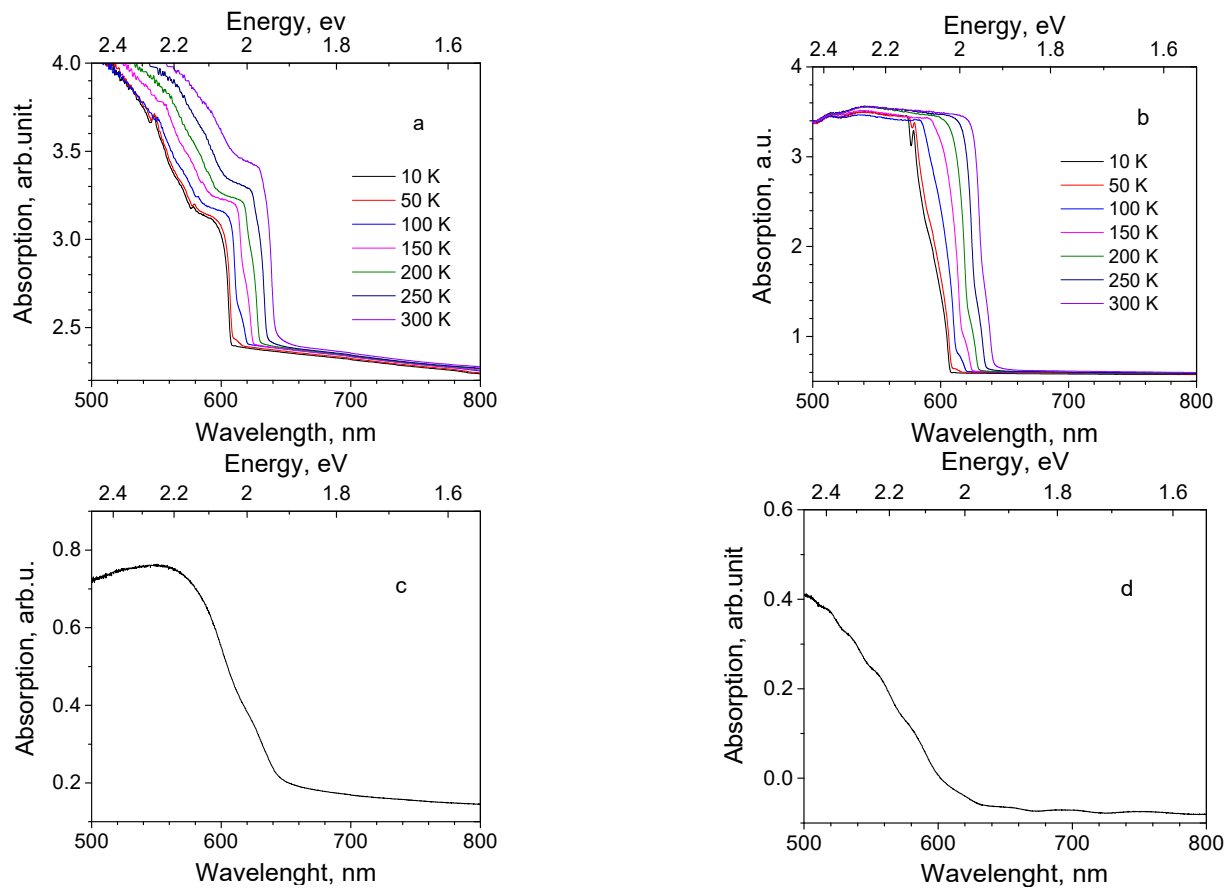 Energy, ev
2.4 2.2 2 1.8 1.6
4.0
3.5
3.0
2.5
Absorption, arb.unit.
a
10 K
50 K
100 K
150 K
200 K
250 K
300 K
500 600 700 800
Wavelength, nm
Energy, eV
2.4 2.2 2 1.8 1.6
4
3
2
1
Absorption, a.u.
b
10 K
50 K
100 K
150 K
200 K
250 K
300 K
500 600 700 800
Wavelength, nm
Energy, eV
2.4 2.2 2 1.8 1.6
0.8
0.6
0.4
0.2
Absorption, arb.u.
c
500 600 700 800
Wavelenght, nm
Energy, eV
2.4 2.2 2 1.8 1.6
0.6
0.4
0.2
0.0
Absorption, arb.unit
d
500 600 700 800
Wavelength, nm